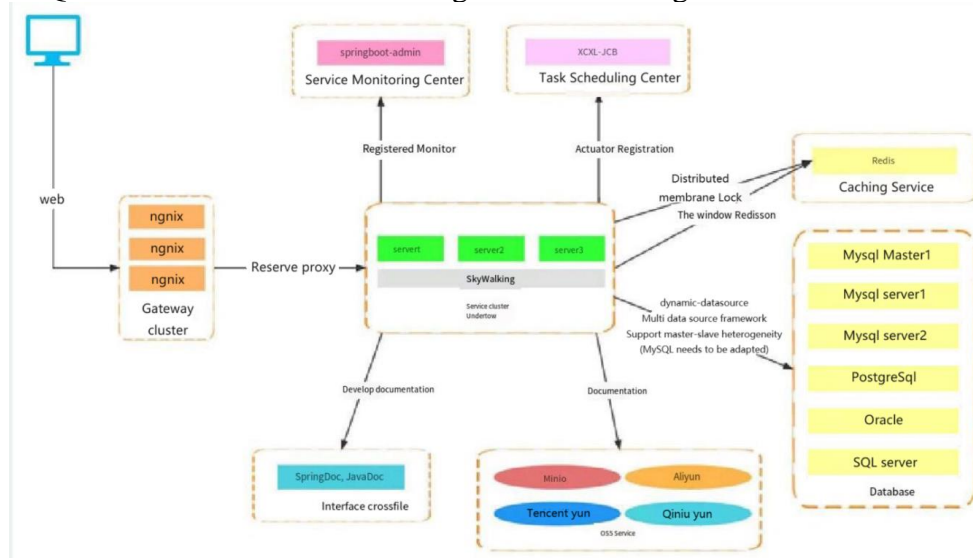 springboot-admin
Service Monitoring Center
XCXL-JCB
Task Scheduling Center
Registered Monitor
Actuator Registration
Redis
Caching Service
Distributed
membrane Lock
The window Redisson
web
ngnix
ngnix
ngnix
Gateway
cluster
Reserve proxy
servert
server2
server3
SkyWalking
Service cluster
Undertow
dynamic-datasource
Multi data source framework
Support master-slave heterogeneity
(MySQL needs to be adapted)
Mysql Master1
Mysql server1
Mysql server2
PostgreSql
Oracle
SQL server
Database
Develop documentation
Documentation
SpringDoc, JavaDoc
Interface crossfile
Minio
Aliyun
Tencent yun
Qiniu yun
OSS Service